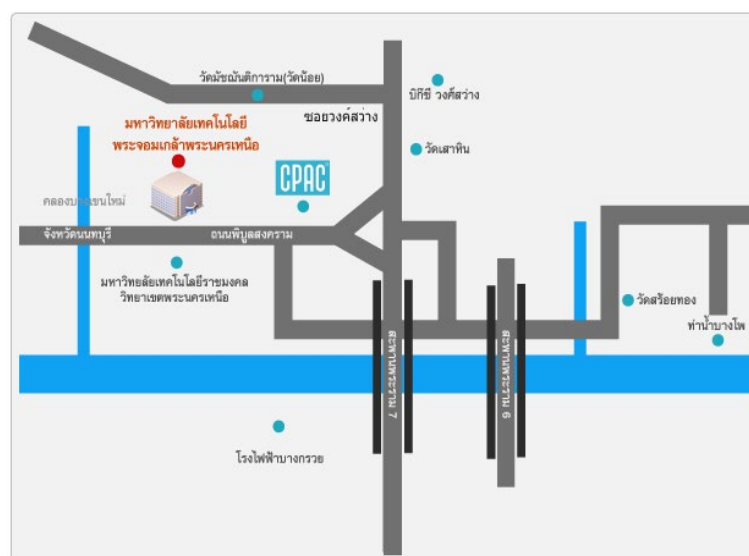 วัดมัชฌันติการาม(วัดน้อย)
บิ๊กซี วงศ์สว่าง
ซอยวงค์สว่าง
มหาวิทยาลัยเทคโนโลยี
พระจอมเกล้าพระนครเหนือ
วัดเสาหิน
CPAC
คลองบางเขนใหม่
จังหวัดนนทบุรี
ถนนพิบูลสงคราม
มหาวิทยลัยเทคโนโลยีราชมงคล
วิทยาเขตพระนครเหนือ
วัดสร้อยทอง
ท่าน้ำบางโพ
สะพานพระราม 7
สะพานพระราม 6
โรงไฟฟ้าบางกรวย